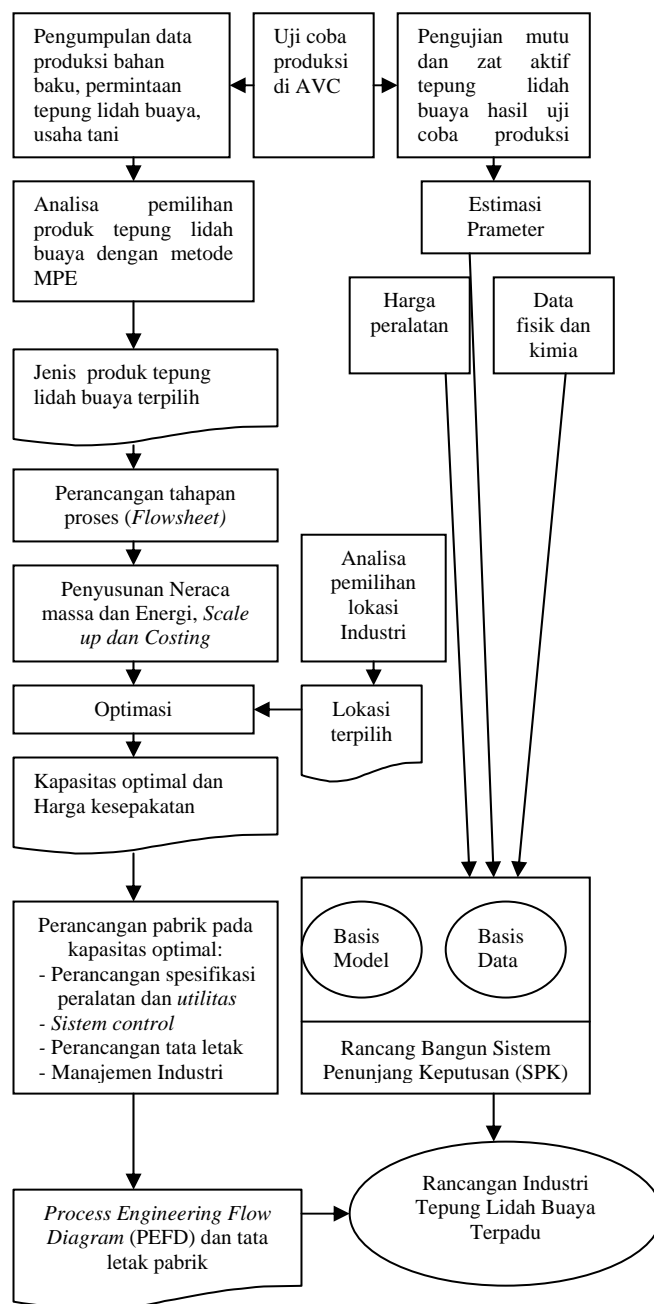 Pengumpulan data
produksi bahan
baku, permintaan
tepung lidah buaya,
usaha tani
Uji coba
produksi
di AVC
Pengujian mutu
dan zat aktif
tepung lidah
buaya hasil uji
coba produksi
Analisa pemilihan
produk tepung lidah
buaya dengan metode
MPE
Estimasi
Prameter
Harga
peralatan
Data
fisik dan
kimia
Jenis produk tepung
lidah buaya terpilih
Perancangan tahapan
proses (Flowsheet)
Penyusunan Neraca
massa dan Energi, Scale
up dan Costing
Analisa
pemilihan
lokasi
Industri
Optimasi
Lokasi
terpilih
Kapasitas optimal dan
Harga kesepakatan
Perancangan pabrik pada
kapasitas optimal:
- Perancangan spesifikasi
peralatan dan utilitas
- Sistem control
- Perancangan tata letak
- Manajemen Industri
Basis
Model
Basis
Data
Rancang Bangun Sistem
Penunjang Keputusan (SPK)
Process Engineering Flow
Diagram (PEFD) dan tata
letak pabrik
Rancangan Industri
Tepung Lidah Buaya
Terpadu